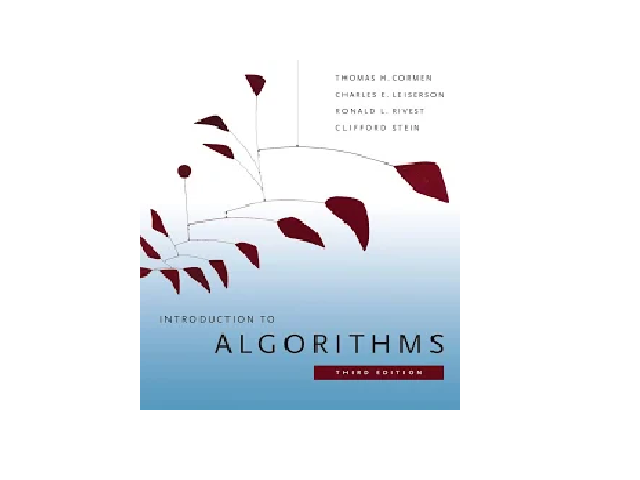 THOMAS H. CORMEN
CHARLES E. LEISERSON
RONALD L. RIVEST
CLIFFORD STEIN
INTRODUCTION TO
ALGORITHMS
THIRD EDITION